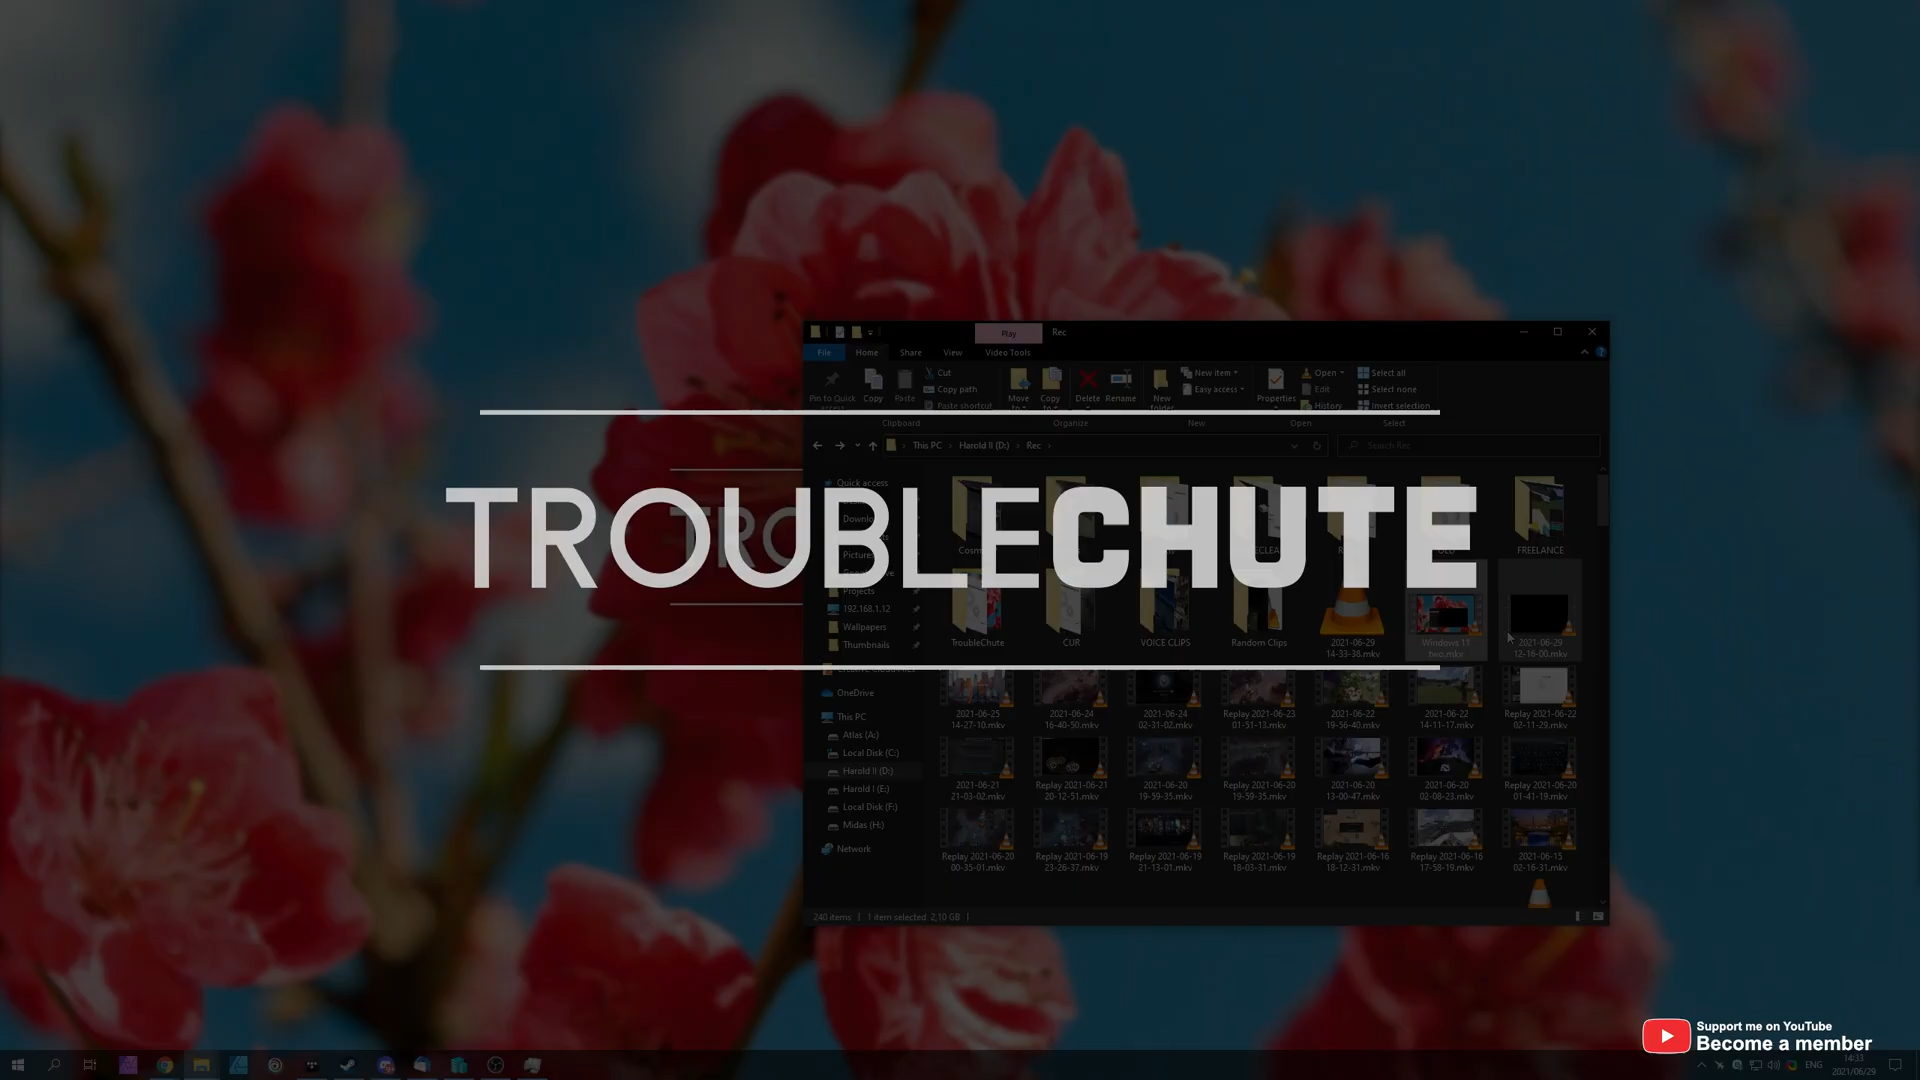 Play
Rec
File
Home
Share
View
Video Tools
Pin to Quick
Copy
Paste
Cut
Copy path
Paste shortcut
Move
Copy
Delete
Rename
New
New item
Easy access
Properties
Open
Edit
History
Select all
Select none
Invert selection
Clipboard
Organize
New
Open
Select
This PC
Harold II (D:)
Rec
Search Rec
TROUBLECHUTE
Quick access
Projects
192.168.1.12
Wallpapers
Thumbnails
OneDrive
This PC
Atlas (A:)
Local Disk (C:)
Harold II (D:)
Harold I (E:)
Local Disk (F:)
Midas (H:)
Network
FREELANCE
TroubleChute
CUR
VOICE CLIPS
Random Clips
2021-06-29
14-33-38.mkv
Windows 11
two.mkv
2021-06-29
12-16-00.mkv
2021-06-25
14-27-10.mkv
2021-06-24
16-40-50.mkv
2021-06-24
02-31-02.mkv
Replay 2021-06-23
01-51-13.mkv
2021-06-22
19-56-40.mkv
2021-06-22
14-11-17.mkv
Replay 2021-06-22
02-11-29.mkv
2021-06-21
21-03-02.mkv
Replay 2021-06-21
20-12-51.mkv
2021-06-20
19-59-35.mkv
Replay 2021-06-20
19-59-35.mkv
2021-06-20
13-00-47.mkv
2021-06-20
02-08-23.mkv
Replay 2021-06-20
01-41-19.mkv
Replay 2021-06-20
00-35-01.mkv
Replay 2021-06-19
23-26-37.mkv
Replay 2021-06-19
21-13-01.mkv
Replay 2021-06-19
18-03-31.mkv
Replay 2021-06-16
18-12-31.mkv
Replay 2021-06-16
17-58-19.mkv
2021-06-15
02-16-31.mkv
240 items
1 item selected. 2,10 GB
Support me on YouTube
Become a member
ENG
14:33
2021/06/29